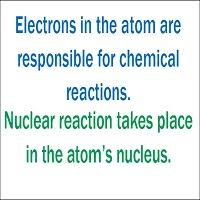 Electrons in the atom are
responsible for chemical
reactions.
Nuclear reaction takes place
in the atom's nucleus.